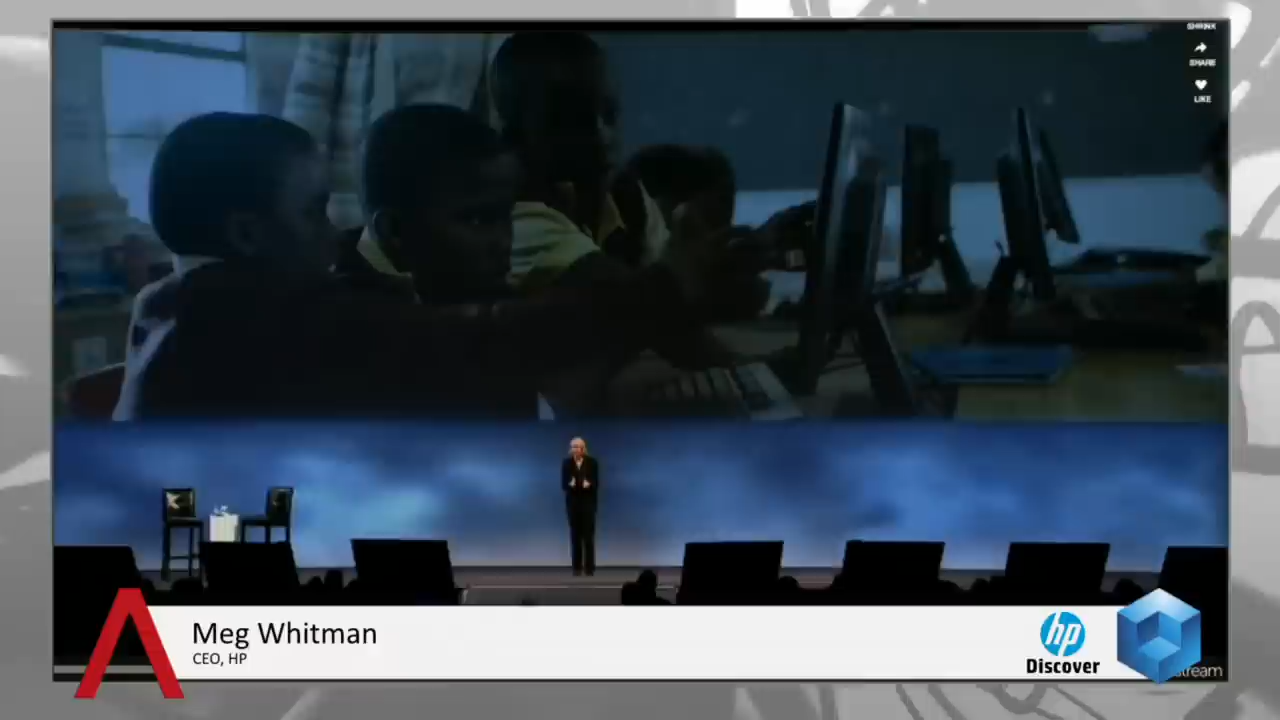 SHRINK
SHARE
LIKE
Meg Whitman
CEO, HP
hp
Discover
stream